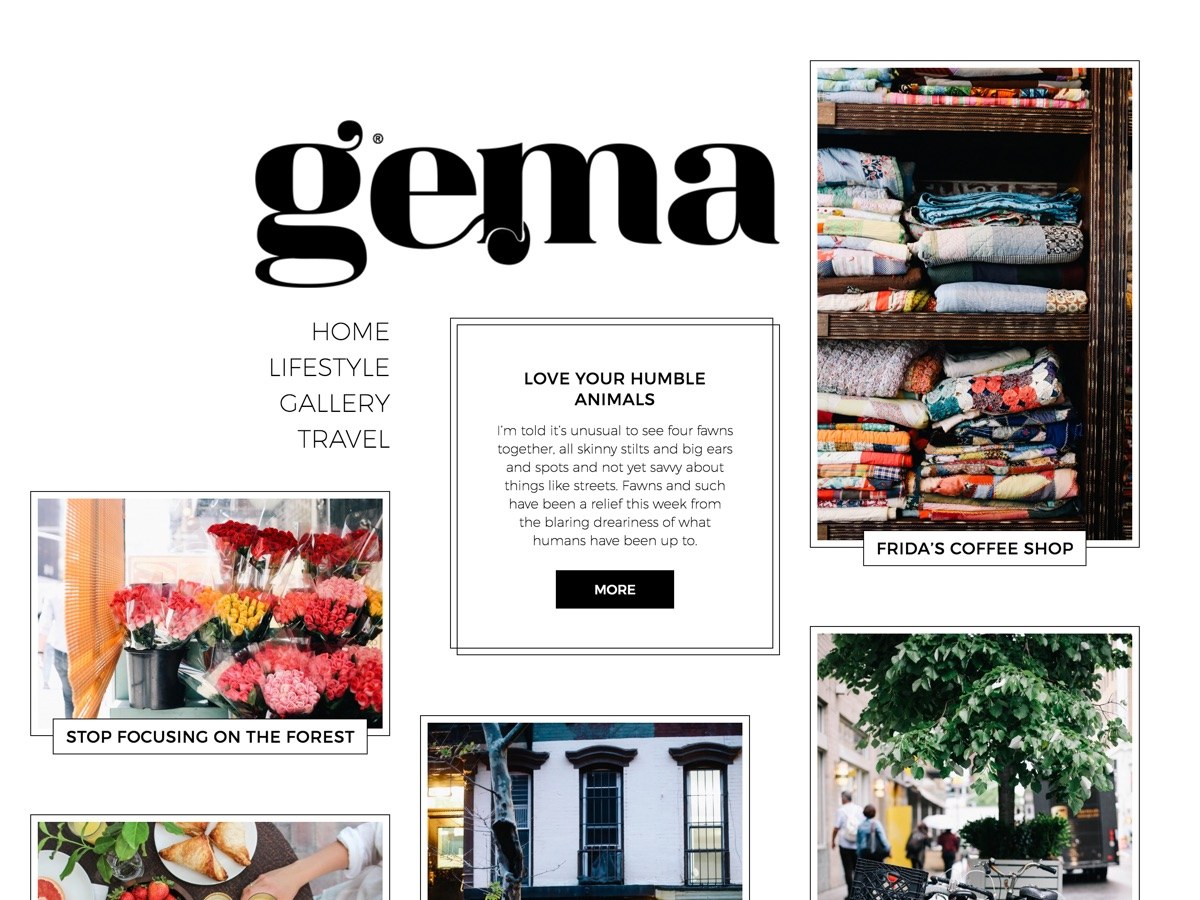 gema®
HOME
LIFESTYLE
GALLERY
TRAVEL
LOVE YOUR HUMBLE
ANIMALS
I’m told it’s unusual to see four fawns
together, all skinny stilts and big ears
and spots and not yet savvy about
things like streets. Fawns and such
have been a relief this week from
the blaring dreariness of what
humans have been up to.
MORE
FRIDA’S COFFEE SHOP
STOP FOCUSING ON THE FOREST